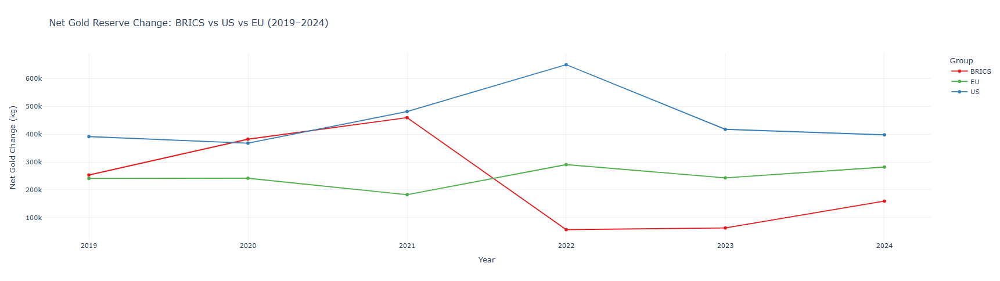 Net Gold Reserve Change: BRICS vs US vs EU (2019–2024)
Group
BRICS
EU
US
Net Gold Change (kg)
600k
500k
400k
300k
200k
100k
2019 2020 2021 2022 2023 2024
Year